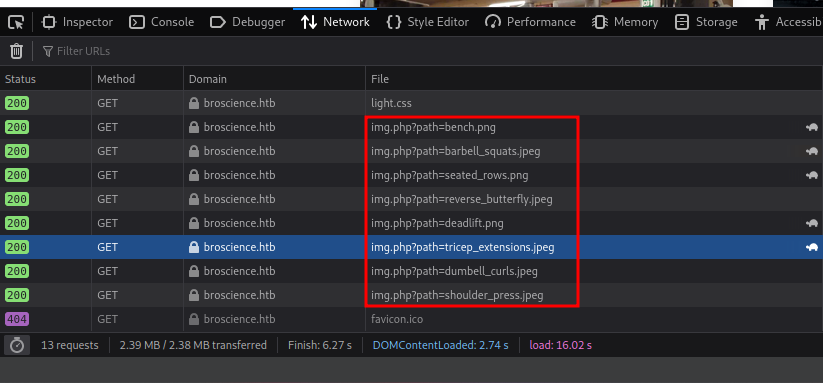 Inspector Console Debugger Network Style Editor Performance Memory Storage Accessib
Filter URLs
Status Method Domain File
200 GET broscience.htb light.css
200 GET broscience.htb img.php?path=bench.png
200 GET broscience.htb img.php?path=barbell_squats.jpeg
200 GET broscience.htb img.php?path=seated_rows.png
200 GET broscience.htb img.php?path=reverse_butterfly.jpeg
200 GET broscience.htb img.php?path=deadlift.png
200 GET broscience.htb img.php?path=tricep_extensions.jpeg
200 GET broscience.htb img.php?path=dumbell_curls.jpeg
200 GET broscience.htb img.php?path=shoulder_press.jpeg
404 GET broscience.htb favicon.ico
13 requests 2.39 MB / 2.38 MB transferred Finish: 6.27 s DOMContentLoaded: 2.74 s load: 16.02 s